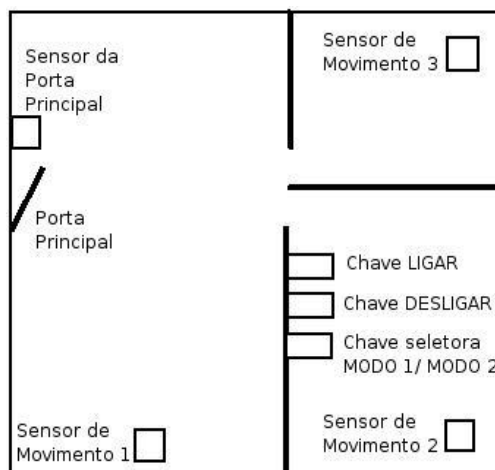 Sensor da
Porta
Principal
Porta
Principal
Sensor de
Movimento 1
Sensor de
Movimento 3
Chave LIGAR
Chave DESLIGAR
Chave seletora
MODO 1/ MODO 2
Sensor de
Movimento 2